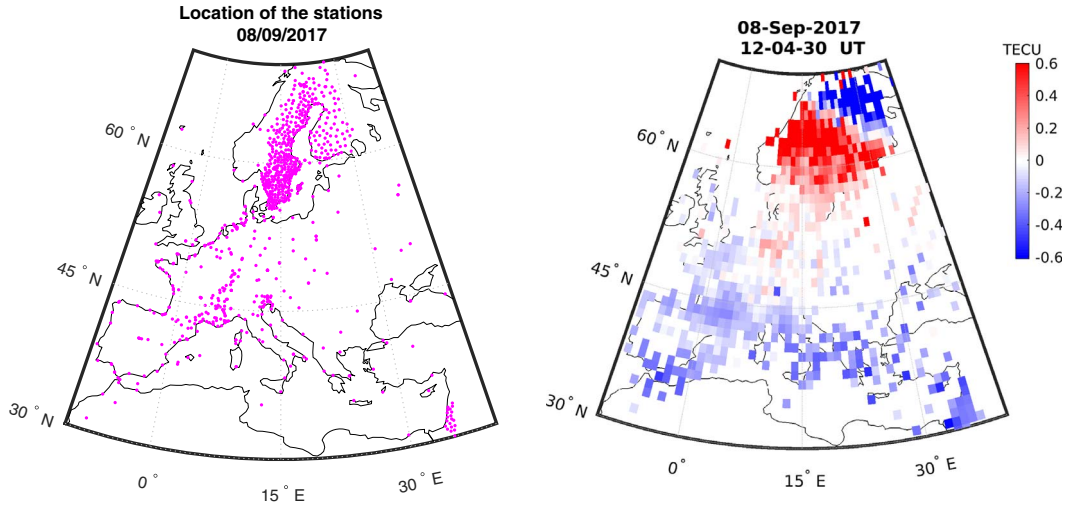 Location of the stations
08/09/2017
60° N
45° N
30° N
0°
15° E
30° E
08-Sep-2017
12-04-30 UT
TECU
0.6
0.4
0.2
0
-0.2
-0.4
-0.6
60° N
45° N
30° N
0°
15° E
30° E